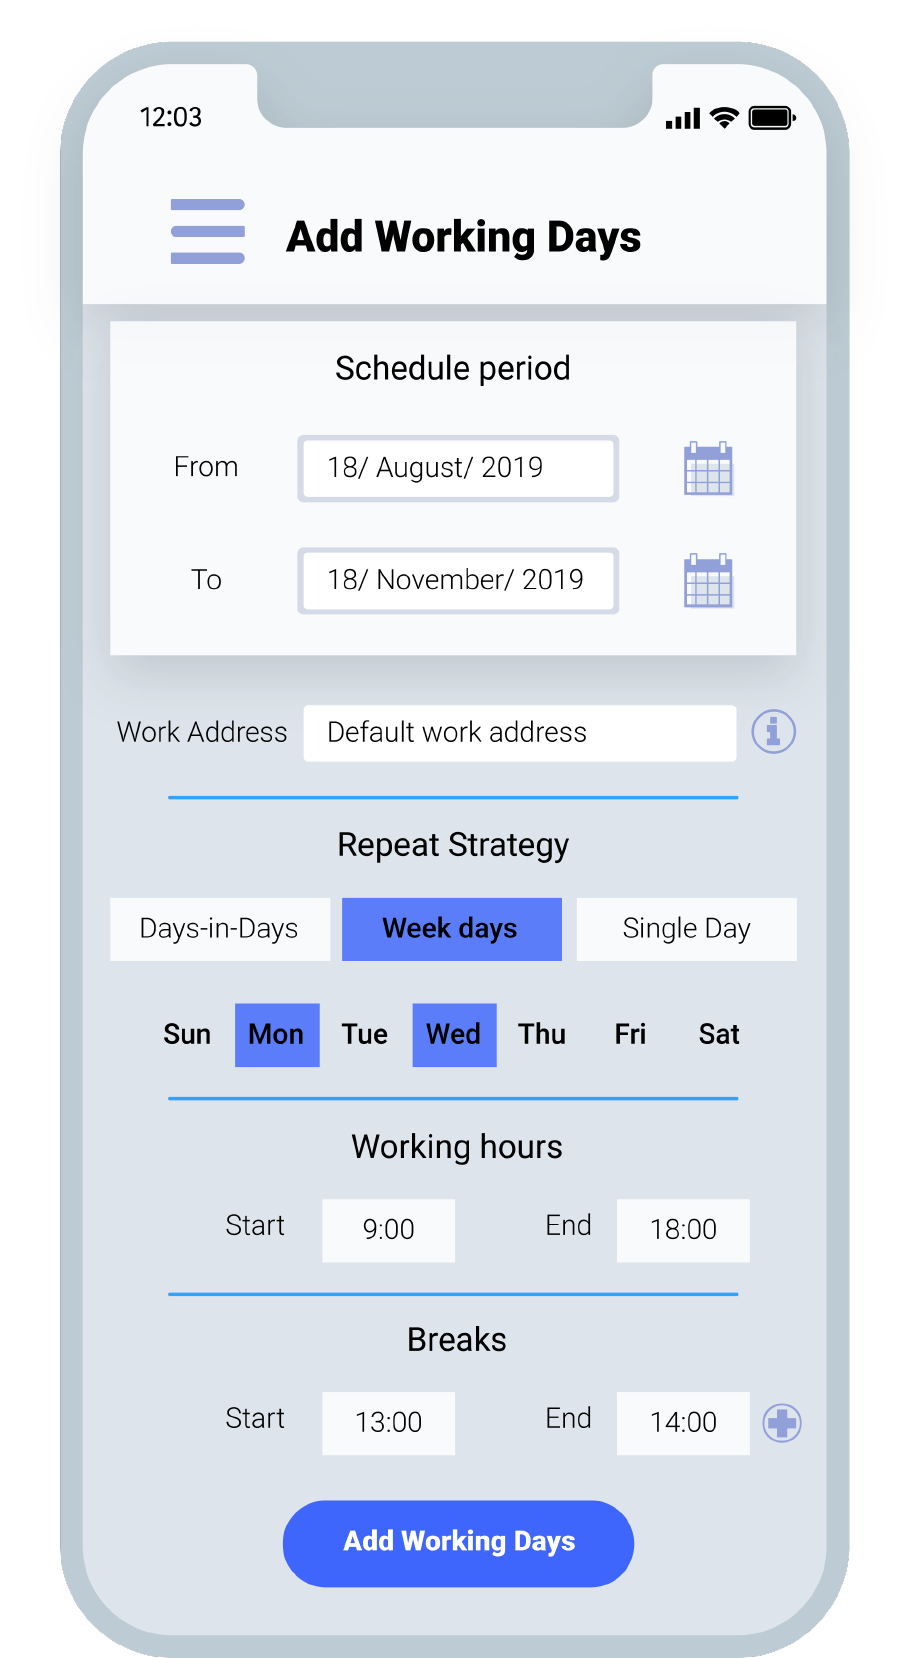 12:03
Add Working Days
Schedule period
From 18/ August/ 2019
To 18/ November/ 2019
Work Address Default work address
Repeat Strategy
Days-in-Days Week days Single Day
Sun Mon Tue Wed Thu Fri Sat
Working hours
Start 9:00 End 18:00
Breaks
Start 13:00 End 14:00
Add Working Days